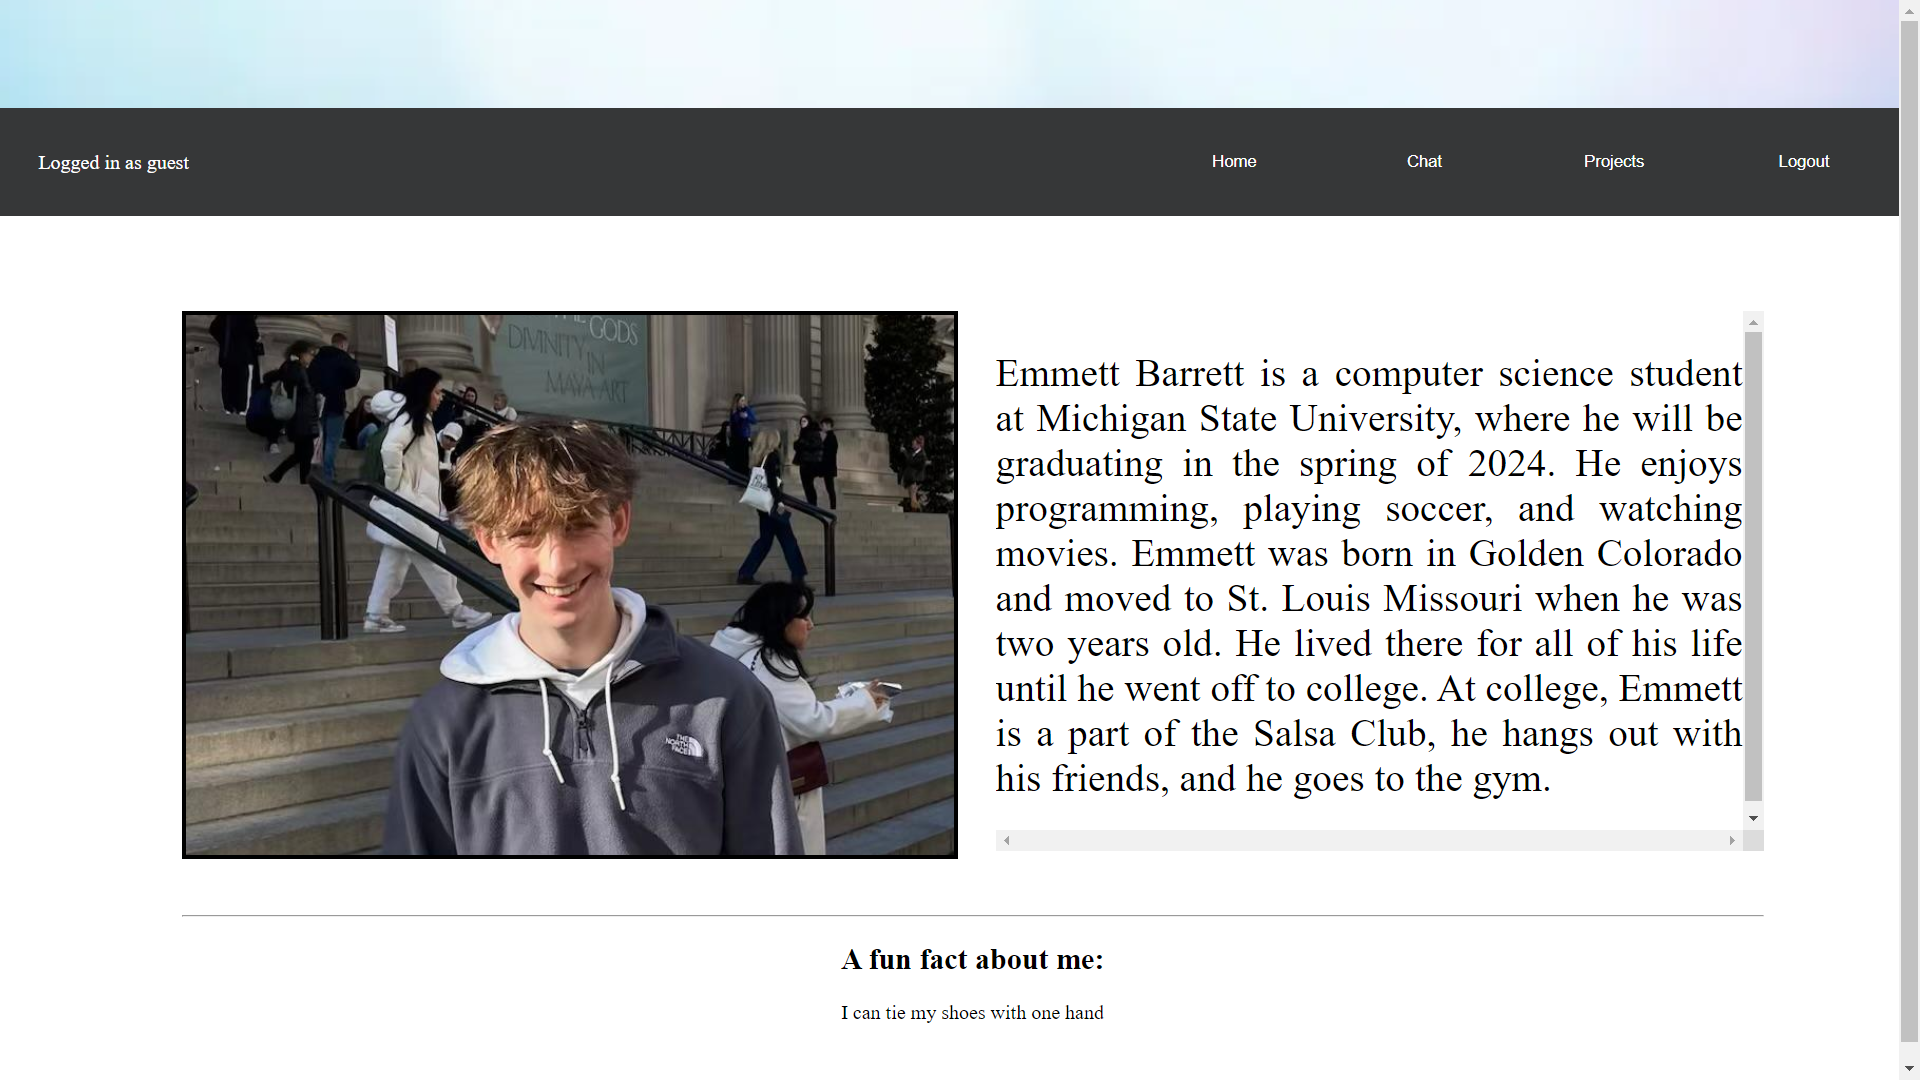 Logged in as guest
Home
Chat
Projects
Logout
GODS
DIVINITY
IN
MAYA ART
THE
NORTH
FACE
Emmett Barrett is a computer science student
at Michigan State University, where he will be
graduating in the spring of 2024. He enjoys
programming, playing soccer, and watching
movies. Emmett was born in Golden Colorado
and moved to St. Louis Missouri when he was
two years old. He lived there for all of his life
until he went off to college. At college, Emmett
is a part of the Salsa Club, he hangs out with
his friends, and he goes to the gym.
A fun fact about me:
I can tie my shoes with one hand